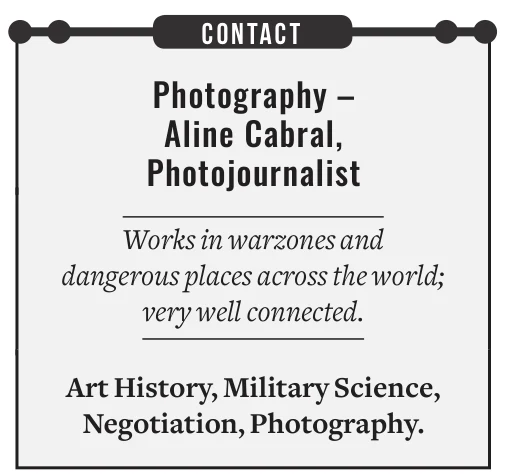 CONTACT
Photography –
Aline Cabral,
Photojournalist
Works in warzones and
dangerous places across the world;
very well connected.
Art History, Military Science,
Negotiation, Photography.